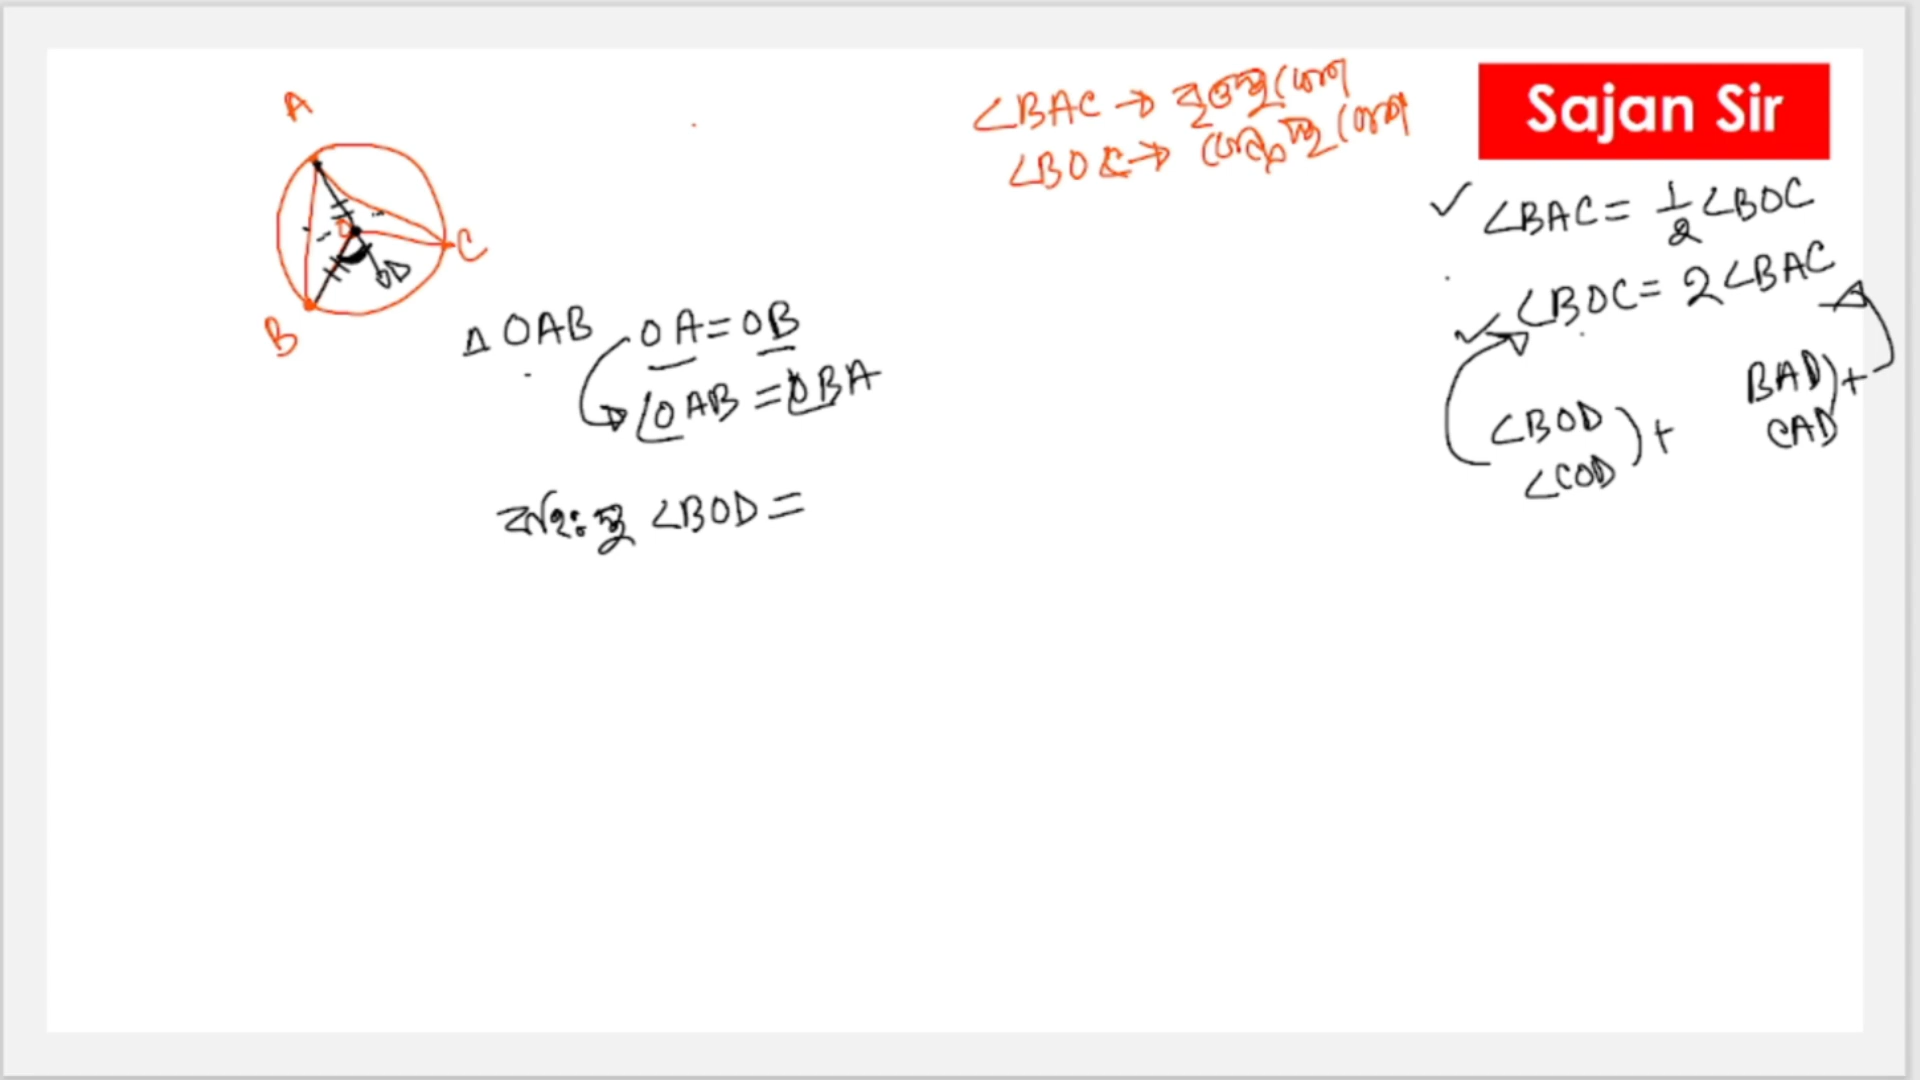 Sajan Sir
A
B
C
O
D
∠BAC → বৃত্তস্থ কোণ
∠BOC → কেন্দ্রস্থ কোণ
∠BAC = 1/2 ∠BOC
∠BOC = 2∠BAC
∠BOD
∠COD ) +
BAD ) +
CAD
△ OAB OA = OB
∠OAB = ∠OBA
বহিঃস্থ ∠BOD =